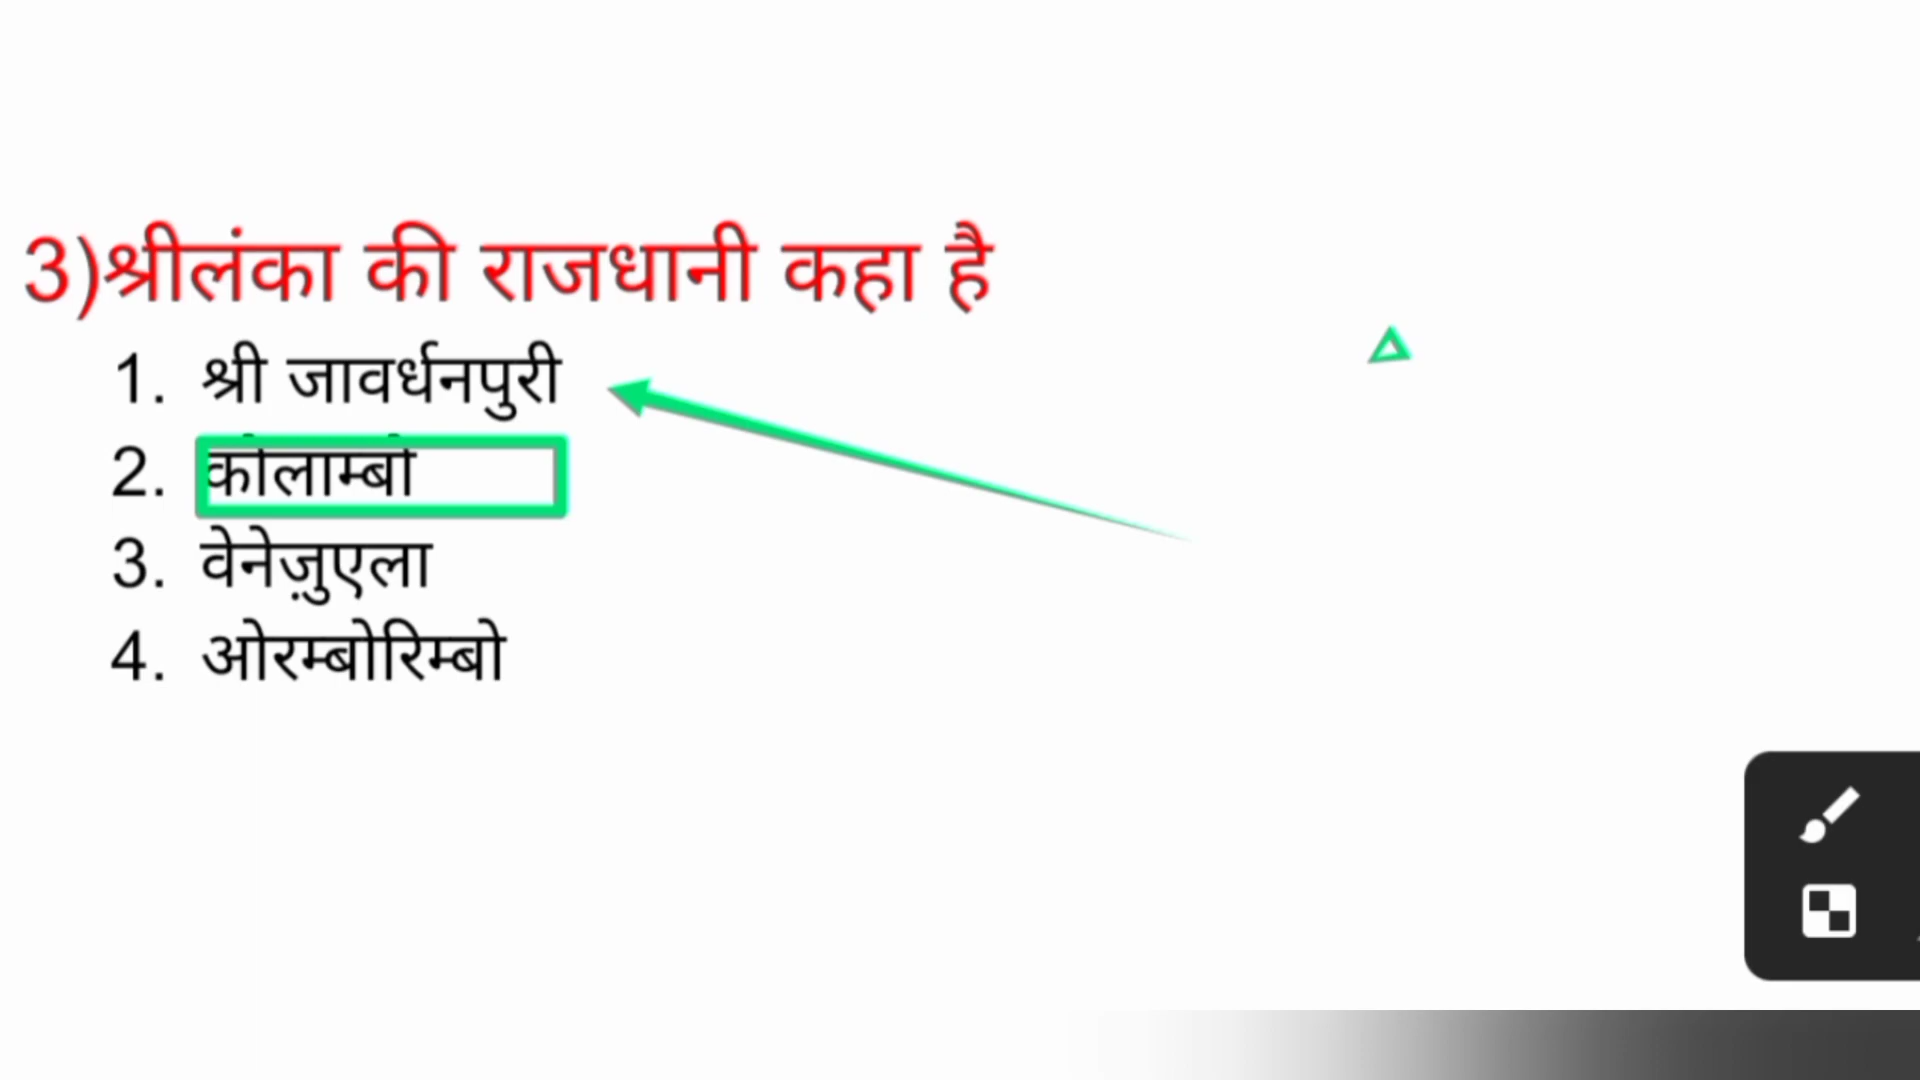 3)श्रीलंका की राजधानी कहा है
1. श्री जावर्धनपुरी
2. कोलाम्बो
3. वेनेज़ुएला
4. ओरम्बोरिम्बो